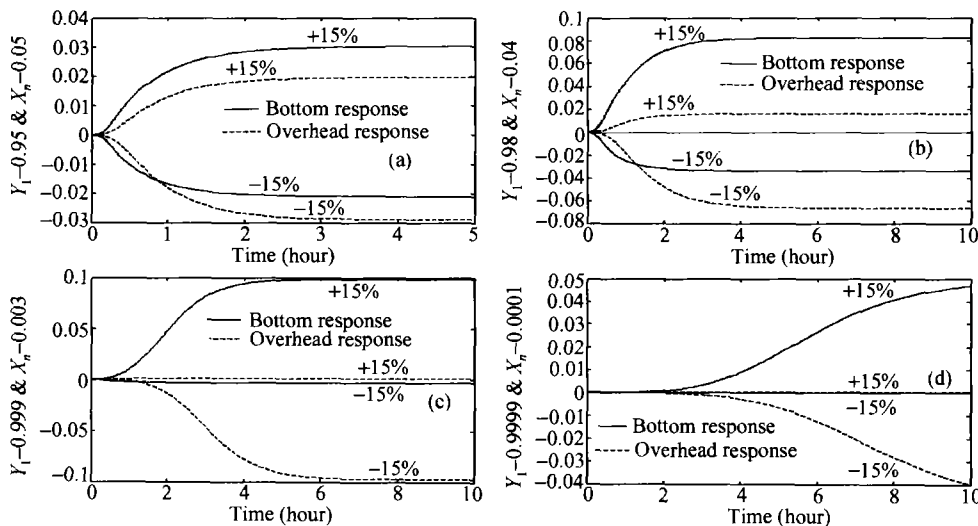 0.04
0.03
0.02
0.01
0
−0.01
−0.02
−0.03
+15%
+15%
Bottom response
Overhead response
(a)
−15%
−15%
0 1 2 3 4 5
Time (hour)
Y1−0.95 & Xn−0.05
0.1
0.08
0.06
0.04
0.02
0
−0.02
−0.04
−0.06
−0.08
+15%
Bottom response
Overhead response
+15%
−15%
(b)
−15%
0 2 4 6 8 10
Time (hour)
Y1−0.98 & Xn−0.04
0.1
0.05
0
−0.05
−0.1
+15%
Bottom response
Overhead response
+15%
−15%
(c)
−15%
0 2 4 6 8 10
Time (hour)
Y1−0.999 & Xn−0.003
0.05
0.04
0.03
0.02
0.01
0
−0.01
−0.02
−0.03
−0.04
+15%
+15%
(d)
−15%
Bottom response
Overhead response
−15%
0 2 4 6 8 10
Time (hour)
Y1−0.9999 & Xn−0.0001